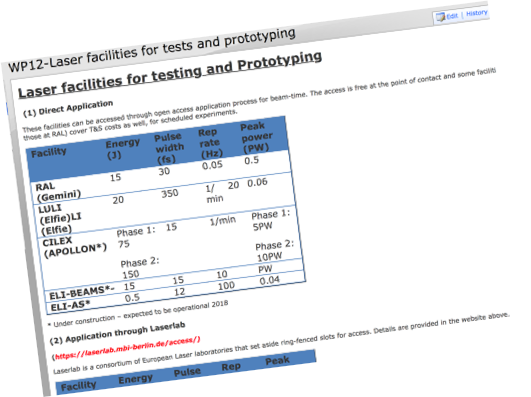 Edit | History
WP12-Laser facilities for tests and prototyping
Laser facilities for testing and Prototyping
(1) Direct Application
These facilities can be accessed through open access application process for beam-time. The access is free at the point of contact and some faciliti
those at RAL) cover T&S costs as well, for scheduled experiments.
Facility Energy (J) Pulse width (fs) Rep rate (Hz) Peak power (PW)
RAL (Gemini) 15 30 0.05 0.5
LULI (Elfie)LI (Elfie) 20 350 1/ 20 min 0.06
CILEX (APOLLON*) Phase 1: 75 15 1/min Phase 1: 5PW
Phase 2: 150 Phase 2: 10PW
ELI-BEAMS*- 15 15 10 PW
ELI-AS* 0.5 12 100 0.04
* Under construction – expected to be operational 2018
(2) Application through Laserlab
(https://laserlab.mbi-berlin.de/access/)
Laserlab is a consortium of European Laser laboratories that set aside ring-fenced slots for access. Details are provided in the website above.
Facility Energy Pulse Rep Peak